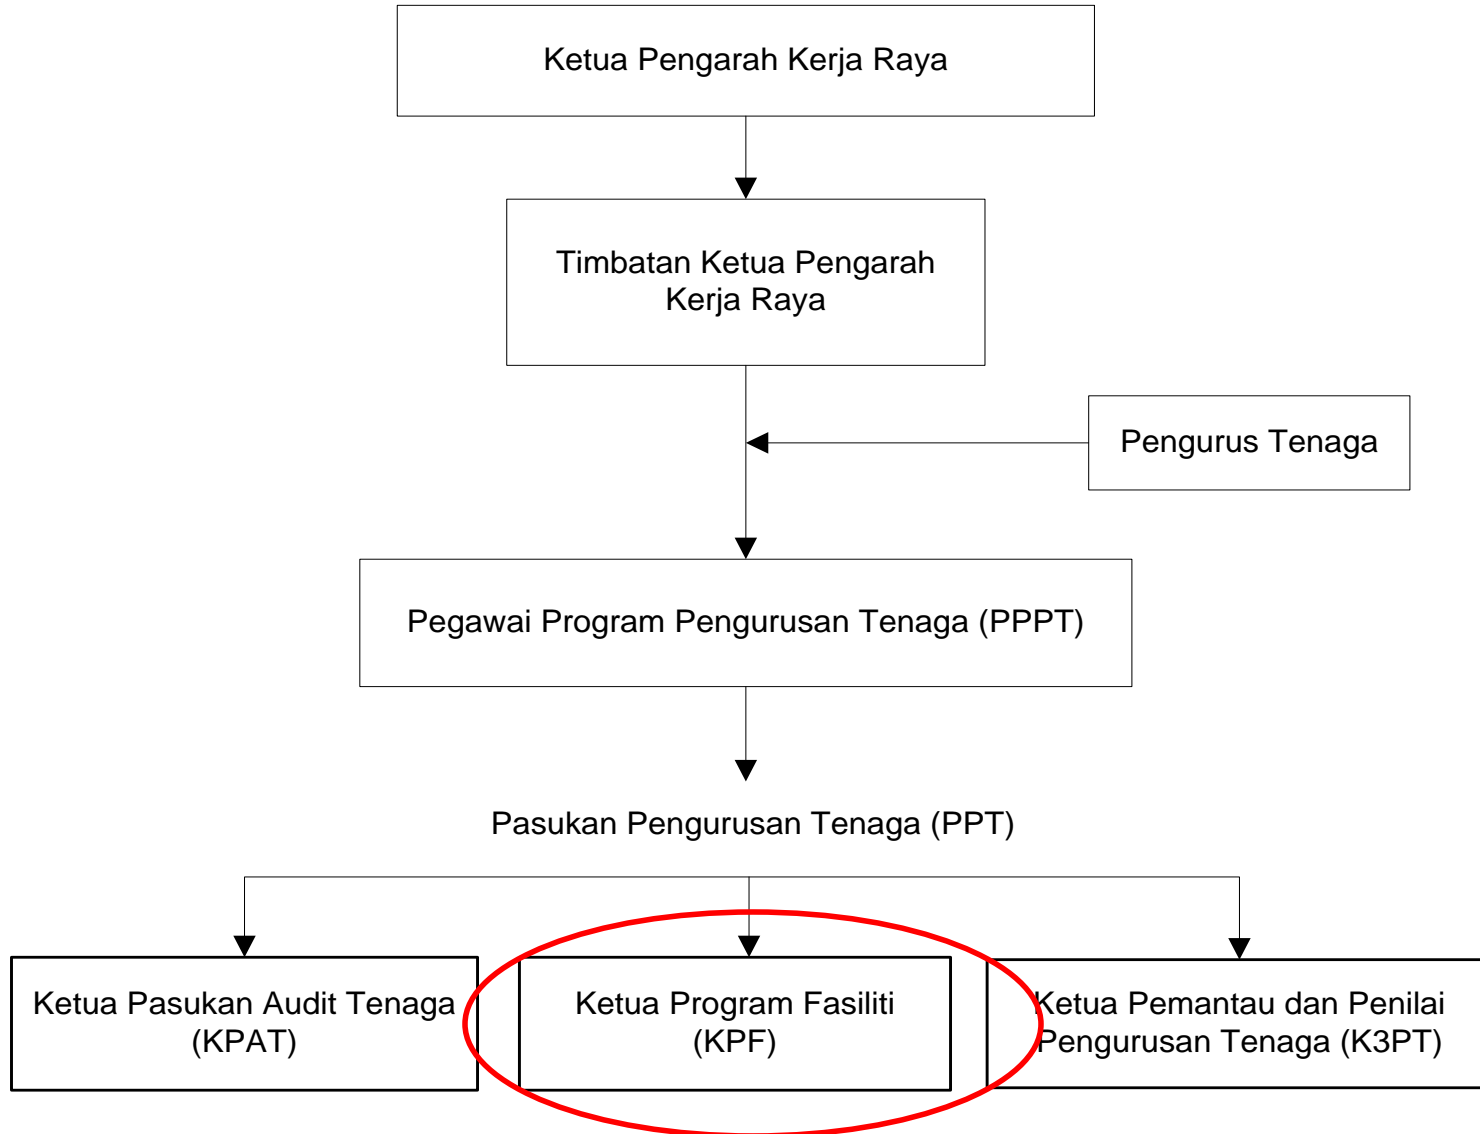 Ketua Pengarah Kerja Raya
Timbatan Ketua Pengarah
Kerja Raya
Pengurus Tenaga
Pegawai Program Pengurusan Tenaga (PPPT)
Pasukan Pengurusan Tenaga (PPT)
Ketua Pasukan Audit Tenaga
(KPAT)
Ketua Program Fasiliti
(KPF)
Ketua Pemantau dan Penilai
Pengurusan Tenaga (K3PT)